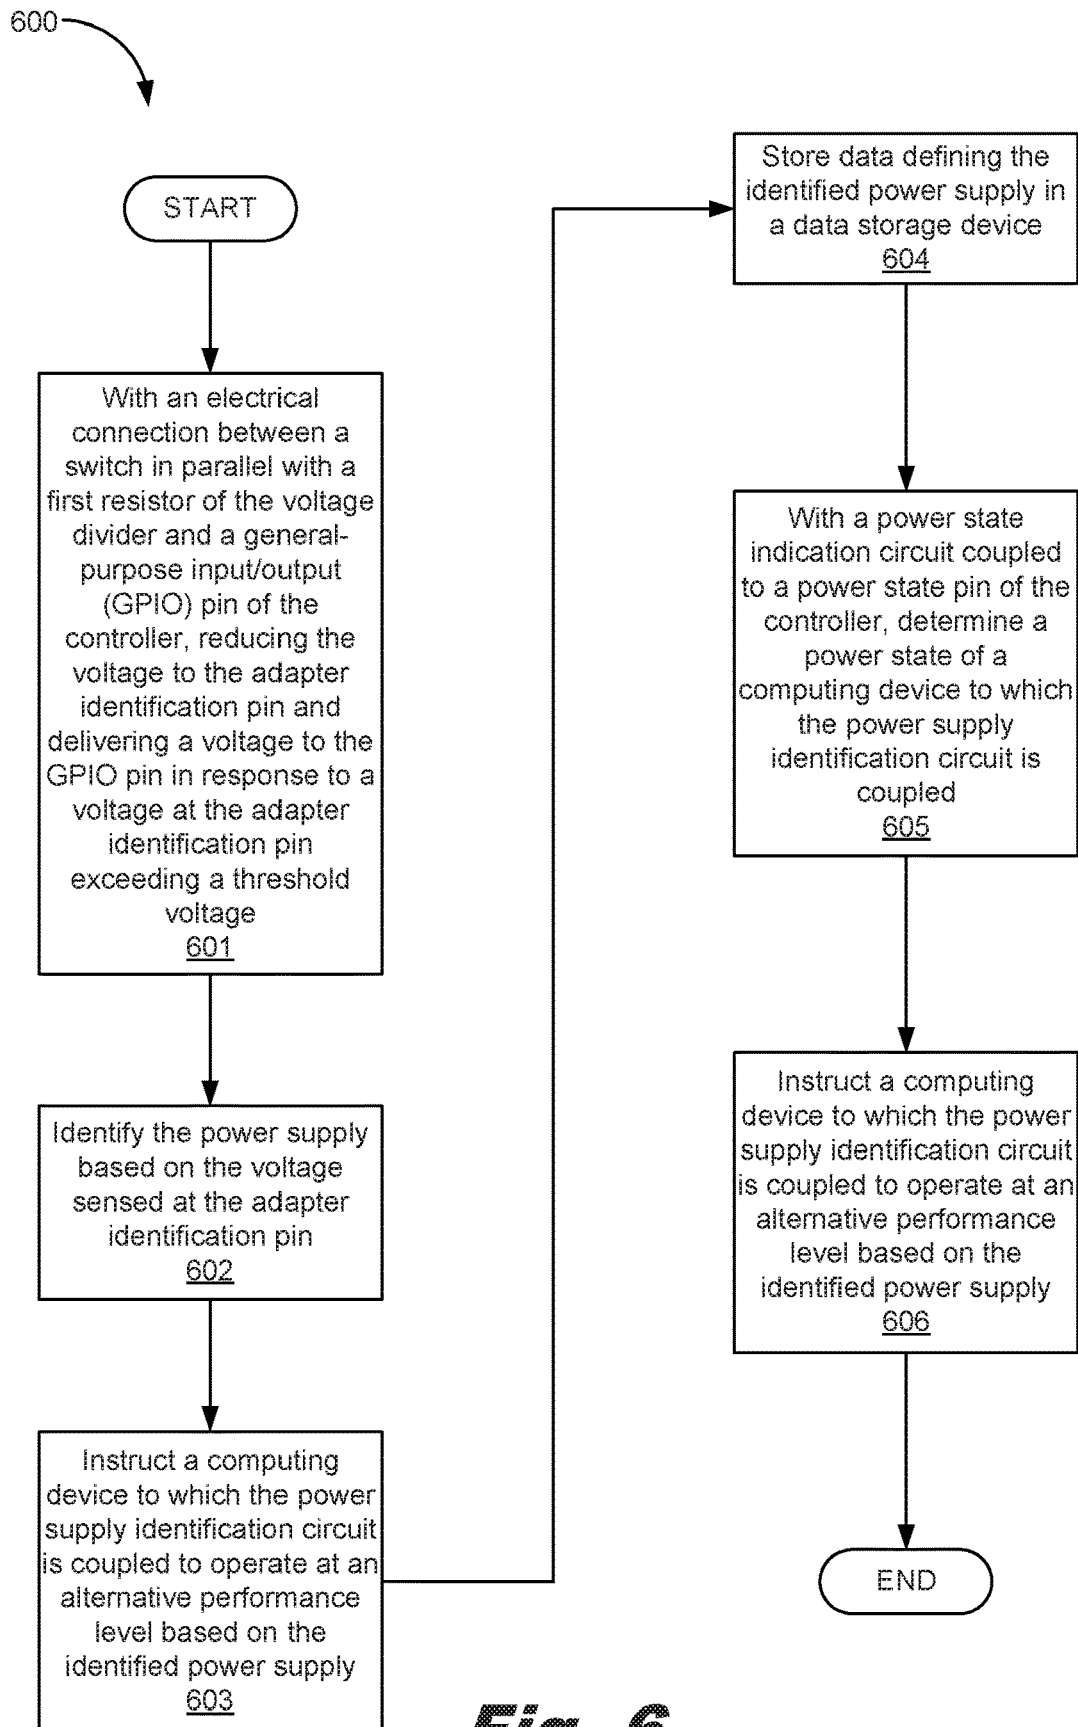 600
START
With an electrical
connection between a
switch in parallel with a
first resistor of the voltage
divider and a general-
purpose input/output
(GPIO) pin of the
controller, reducing the
voltage to the adapter
identification pin and
delivering a voltage to the
GPIO pin in response to a
voltage at the adapter
identification pin
exceeding a threshold
voltage
601
Identify the power supply
based on the voltage
sensed at the adapter
identification pin
602
Instruct a computing
device to which the power
supply identification circuit
is coupled to operate at an
alternative performance
level based on the
identified power supply
603
Store data defining the
identified power supply in
a data storage device
604
With a power state
indication circuit coupled
to a power state pin of the
controller, determine a
power state of a
computing device to which
the power supply
identification circuit is
coupled
605
Instruct a computing
device to which the power
supply identification circuit
is coupled to operate at an
alternative performance
level based on the
identified power supply
606
END
Fig. 6